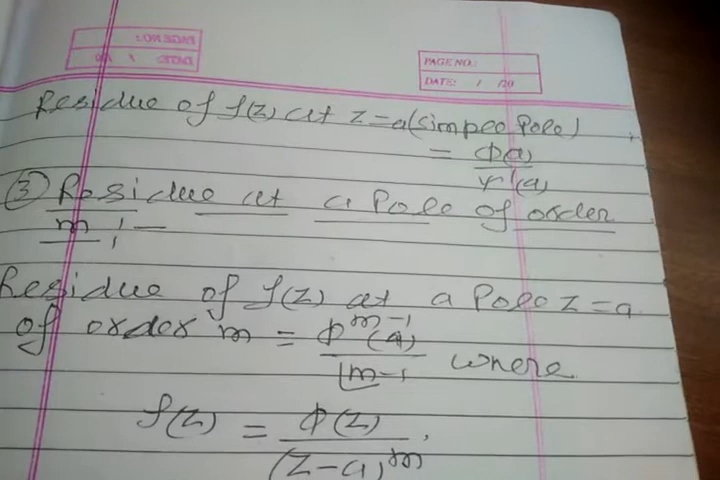 PAGE NO.:
DATE: / /20
Residue of f(z) at z=a(simple Pole)
= ϕ(a)
ψ'(a)
③ Residue at a Pole of order
m :—
Residue of f(z) at a Pole z=a
of order m = ϕ^{m-1}(a)
|m-1 where
f(z) = ϕ(z)
(z-a)^m